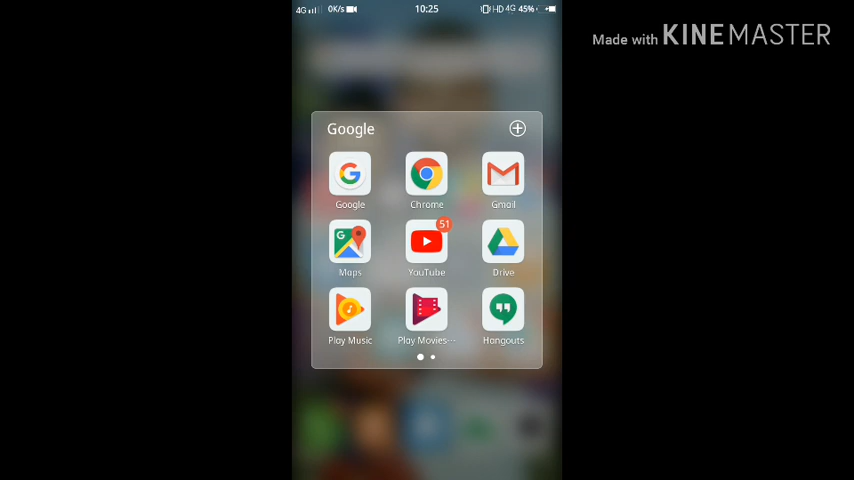 4G 0K/s 10:25 HD 4G 45%
Made with KINEMASTER
Google
Google Chrome Gmail
51
Maps YouTube Drive
Play Music Play Movies··· Hangouts